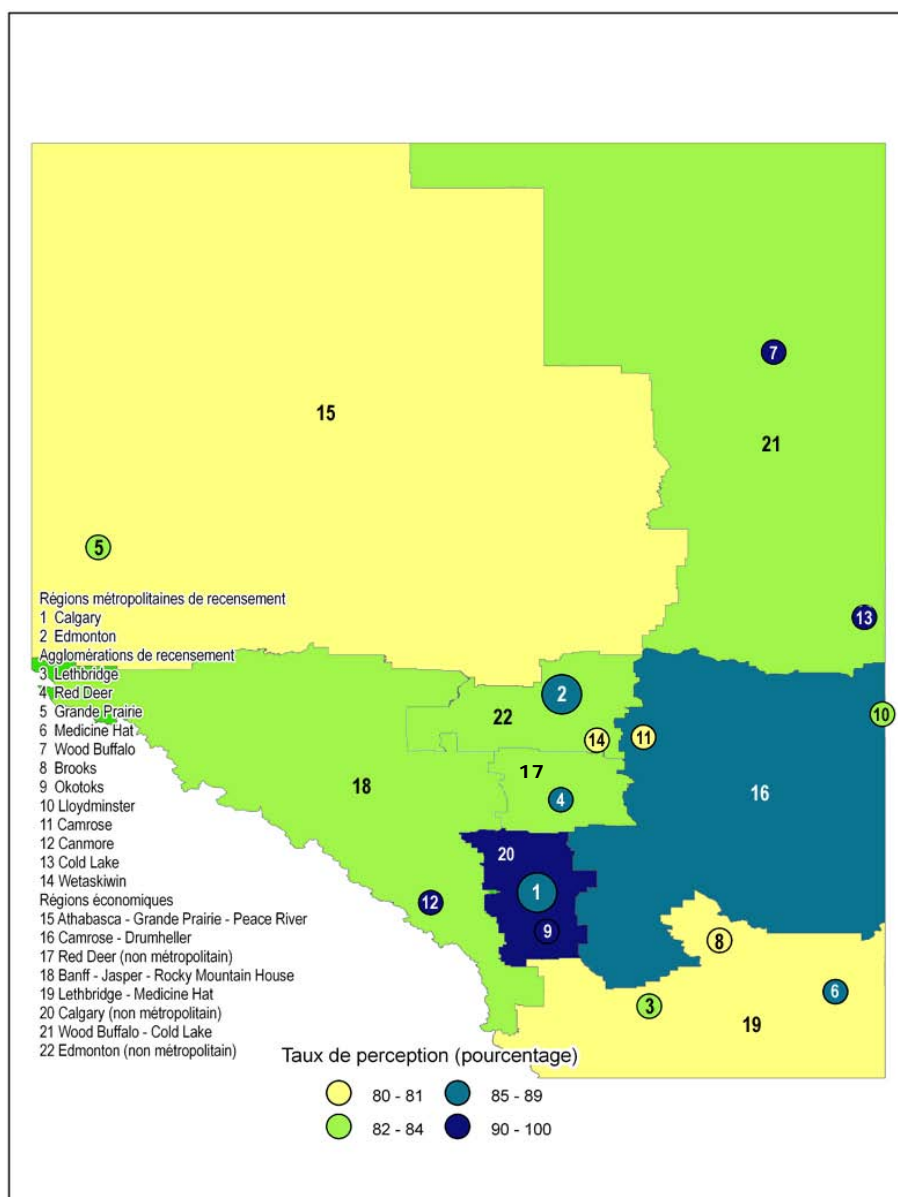 15
7
21
5
13
Régions métropolitaines de recensement
1 Calgary
2 Edmonton
Agglomérations de recensement
3 Lethbridge
4 Red Deer
5 Grande Prairie
6 Medicine Hat
7 Wood Buffalo
8 Brooks
9 Okotoks
10 Lloydminster
11 Camrose
12 Canmore
13 Cold Lake
14 Wetaskiwin
Régions économiques
15 Athabasca - Grande Prairie - Peace River
16 Camrose - Drumheller
17 Red Deer (non métropolitain)
18 Banff - Jasper - Rocky Mountain House
19 Lethbridge - Medicine Hat
20 Calgary (non métropolitain)
21 Wood Buffalo - Cold Lake
22 Edmonton (non métropolitain)
2
22
10
14
11
17
18
4
16
20
1
12
9
8
6
3
19
Taux de perception (pourcentage)
80 - 81
85 - 89
82 - 84
90 - 100